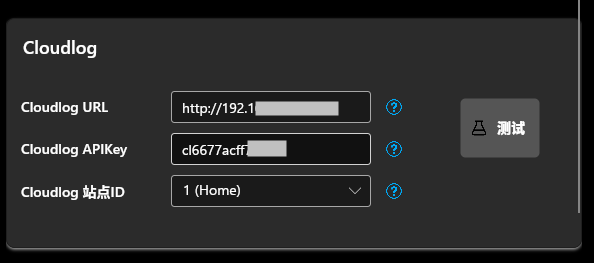 Cloudlog
Cloudlog URL http://192.1
Cloudlog APIKey cl6677acff
测试
Cloudlog 站点ID 1 (Home)